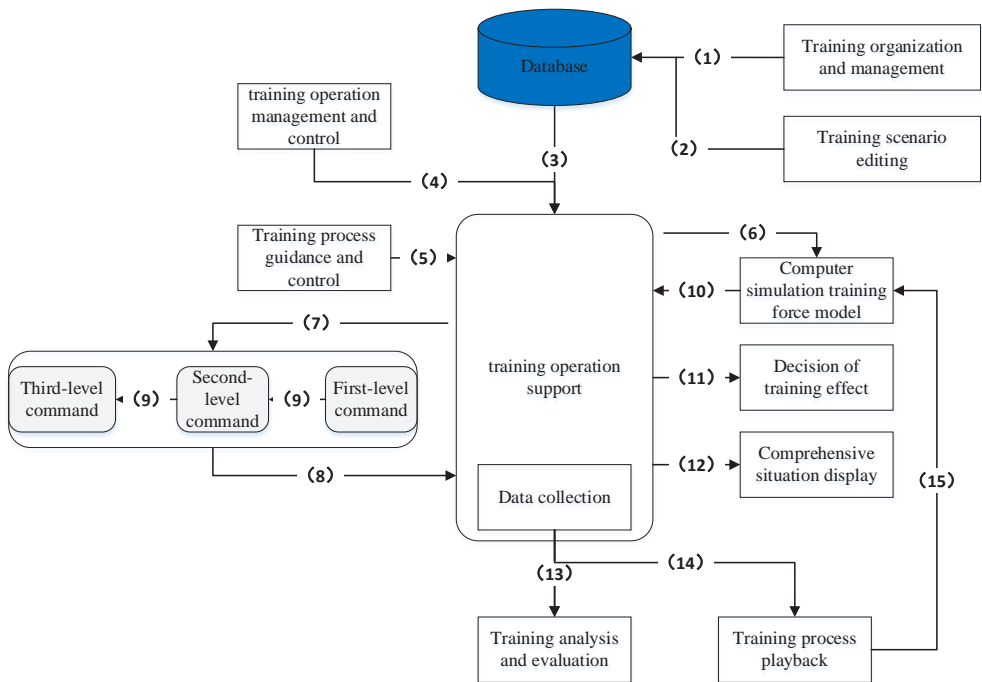 Database
(1)
Training organization
and management
training operation
management and
control
(2)
Training scenario
editing
(3)
(4)
Training process
guidance and
control
(5)
(6)
Computer
simulation training
force model
(10)
(7)
training operation
support
(11)
Decision of
training effect
Third-level
command
(9)
Second-
level
command
(9)
First-level
command
(8)
(12)
Comprehensive
situation display
(15)
Data collection
(13)
(14)
Training analysis
and evaluation
Training process
playback